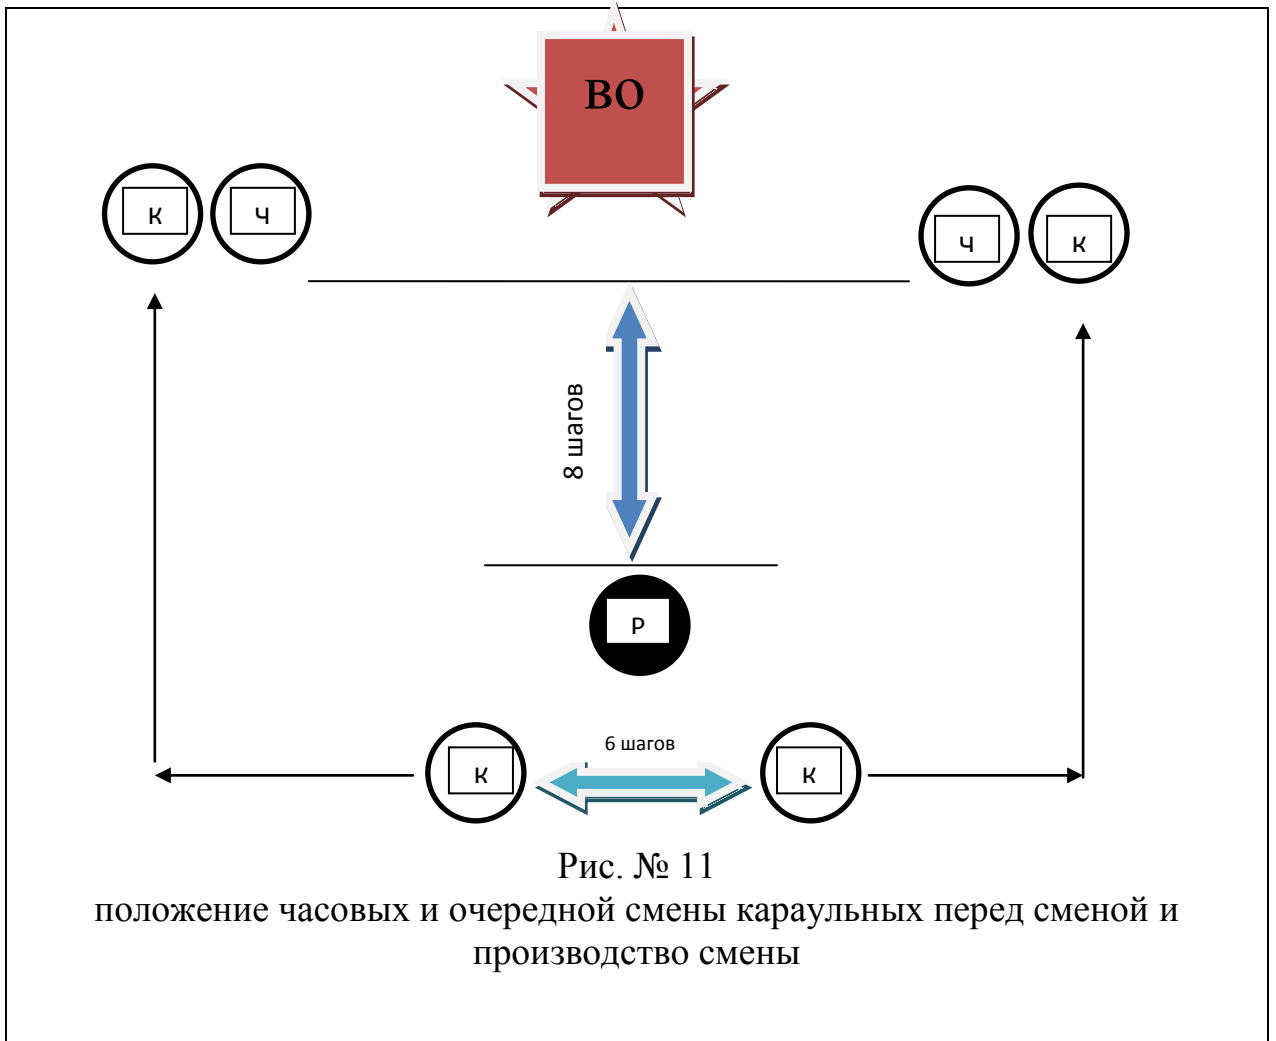 ВО
К Ч
Ч К
8 шагов
Р
6 шагов
К
К
Рис. № 11
положение часовых и очередной смены караульных перед сменой и
производство смены